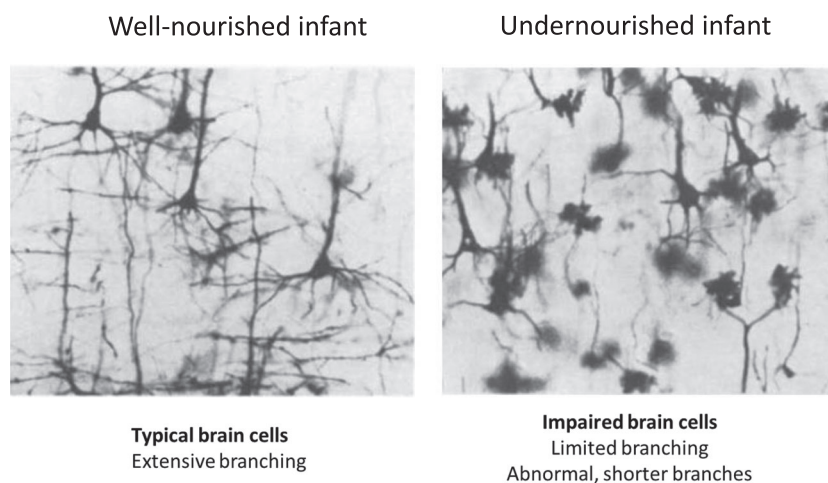 Well-nourished infant
Undernourished infant
Typical brain cells
Extensive branching
Impaired brain cells
Limited branching
Abnormal, shorter branches